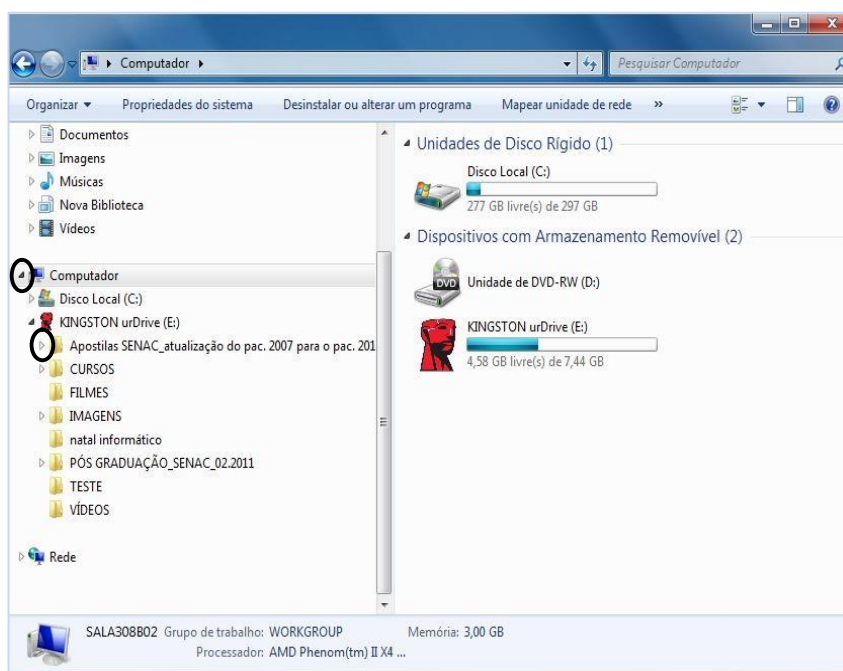 Computador
Pesquisar Computador
Organizar Propriedades do sistema Desinstalar ou alterar um programa Mapear unidade de rede »
Documentos
Imagens
Músicas
Nova Biblioteca
Vídeos
Computador
Disco Local (C:)
KINGSTON urDrive (E:)
Apostilas SENAC_atualização do pac. 2007 para o pac. 201
CURSOS
FILMES
IMAGENS
natal informático
PÓS GRADUAÇÃO_SENAC_02.2011
TESTE
VÍDEOS
Rede
Unidades de Disco Rígido (1)
Disco Local (C:)
277 GB livre(s) de 297 GB
Dispositivos com Armazenamento Removível (2)
DVD
Unidade de DVD-RW (D:)
KINGSTON urDrive (E:)
4,58 GB livre(s) de 7,44 GB
SALA308B02 Grupo de trabalho: WORKGROUP Memória: 3,00 GB
Processador: AMD Phenom(tm) II X4 ...